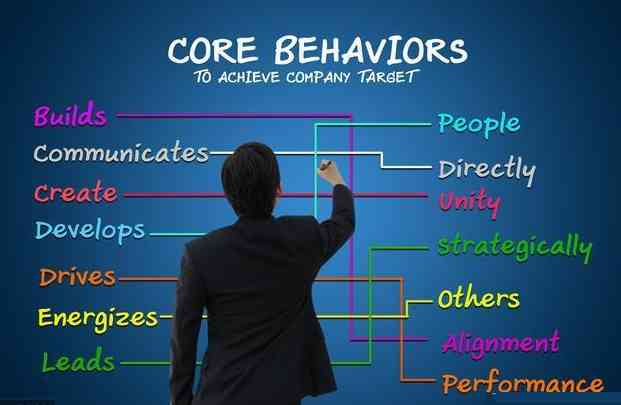 CORE BEHAVIORS
TO ACHIEVE COMPANY TARGET
Builds
Communicates
Create
Develops
Drives
Energizes
Leads
People
Directly
Unity
Strategically
Others
Alignment
Performance